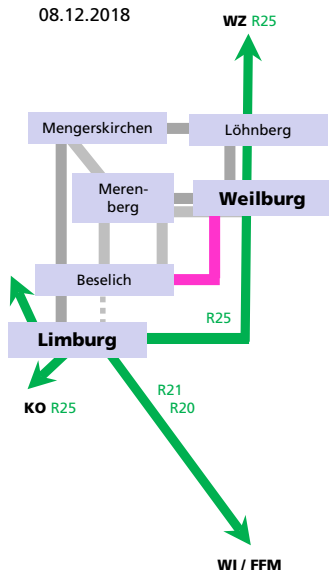 08.12.2018
WZ R25
Mengerskirchen
Löhnberg
Meren-
berg
Weilburg
Beselich
R25
Limburg
KO R25
R21
R20
WI / FFM